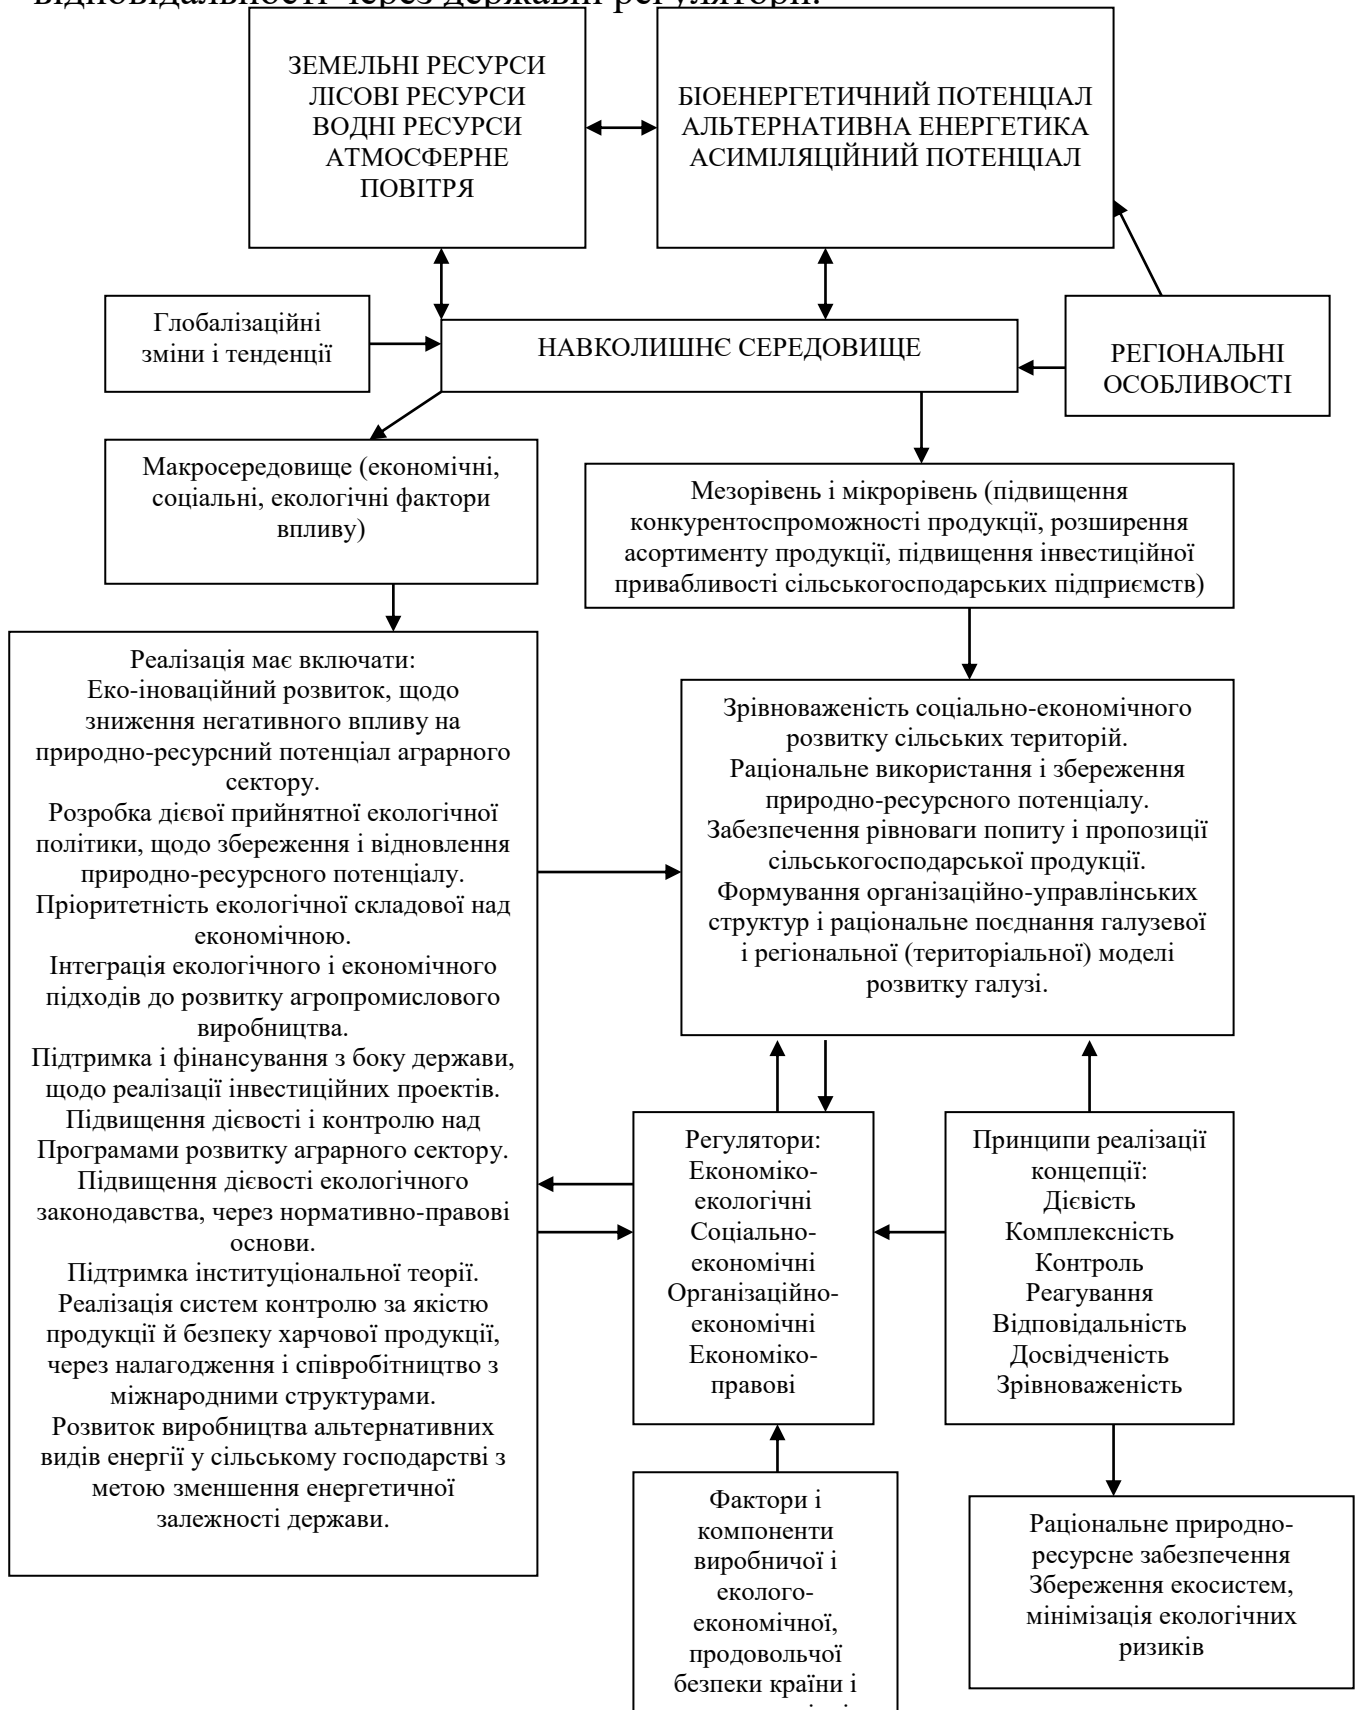 відповідальності через державні регулятори.
ЗЕМЕЛЬНІ РЕСУРСИ
ЛІСОВІ РЕСУРСИ
ВОДНІ РЕСУРСИ
АТМОСФЕРНЕ
ПОВІТРЯ
БІОЕНЕРГЕТИЧНИЙ ПОТЕНЦІАЛ
АЛЬТЕРНАТИВНА ЕНЕРГЕТИКА
АСИМІЛЯЦІЙНИЙ ПОТЕНЦІАЛ
Глобалізаційні
зміни і тенденції
НАВКОЛИШНЄ СЕРЕДОВИЩЕ
РЕГІОНАЛЬНІ
ОСОБЛИВОСТІ
Макросередовище (економічні,
соціальні, екологічні фактори
впливу)
Мезорівень і мікрорівень (підвищення
конкурентоспроможності продукції, розширення
асортименту продукції, підвищення інвестиційної
привабливості сільськогосподарських підприємств)
Реалізація має включати:
Еко-іноваційний розвиток, щодо
зниження негативного впливу на
природно-ресурсний потенціал аграрного
сектору.
Розробка дієвої прийнятної екологічної
політики, щодо збереження і відновлення
природно-ресурсного потенціалу.
Пріоритетність екологічної складової над
економічною.
Інтеграція екологічного і економічного
підходів до розвитку агропромислового
виробництва.
Підтримка і фінансування з боку держави,
щодо реалізації інвестиційних проектів.
Підвищення дієвості і контролю над
Програмами розвитку аграрного сектору.
Підвищення дієвості екологічного
законодавства, через нормативно-правові
основи.
Підтримка інституціональної теорії.
Реалізація систем контролю за якістю
продукції й безпеку харчової продукції,
через налагодження і співробітництво з
міжнародними структурами.
Розвиток виробництва альтернативних
видів енергії у сільському господарстві з
метою зменшення енергетичної
залежності держави.
Зрівноваженість соціально-економічного
розвитку сільських територій.
Раціональне використання і збереження
природно-ресурсного потенціалу.
Забезпечення рівноваги попиту і пропозиції
сільськогосподарської продукції.
Формування організаційно-управлінських
структур і раціональне поєднання галузевої
і регіональної (територіальної) моделі
розвитку галузі.
Регулятори:
Економіко-
екологічні
Соціально-
економічні
Організаційно-
економічні
Економіко-
правові
Принципи реалізації
концепції:
Дієвість
Комплексність
Контроль
Реагування
Відповідальність
Досвідченість
Зрівноваженість
Фактори і
компоненти
виробничої і
еколого-
економічної,
продовольчої
безпеки країни і
Раціональне природно-
ресурсне забезпечення
Збереження екосистем,
мінімізація екологічних
ризиків